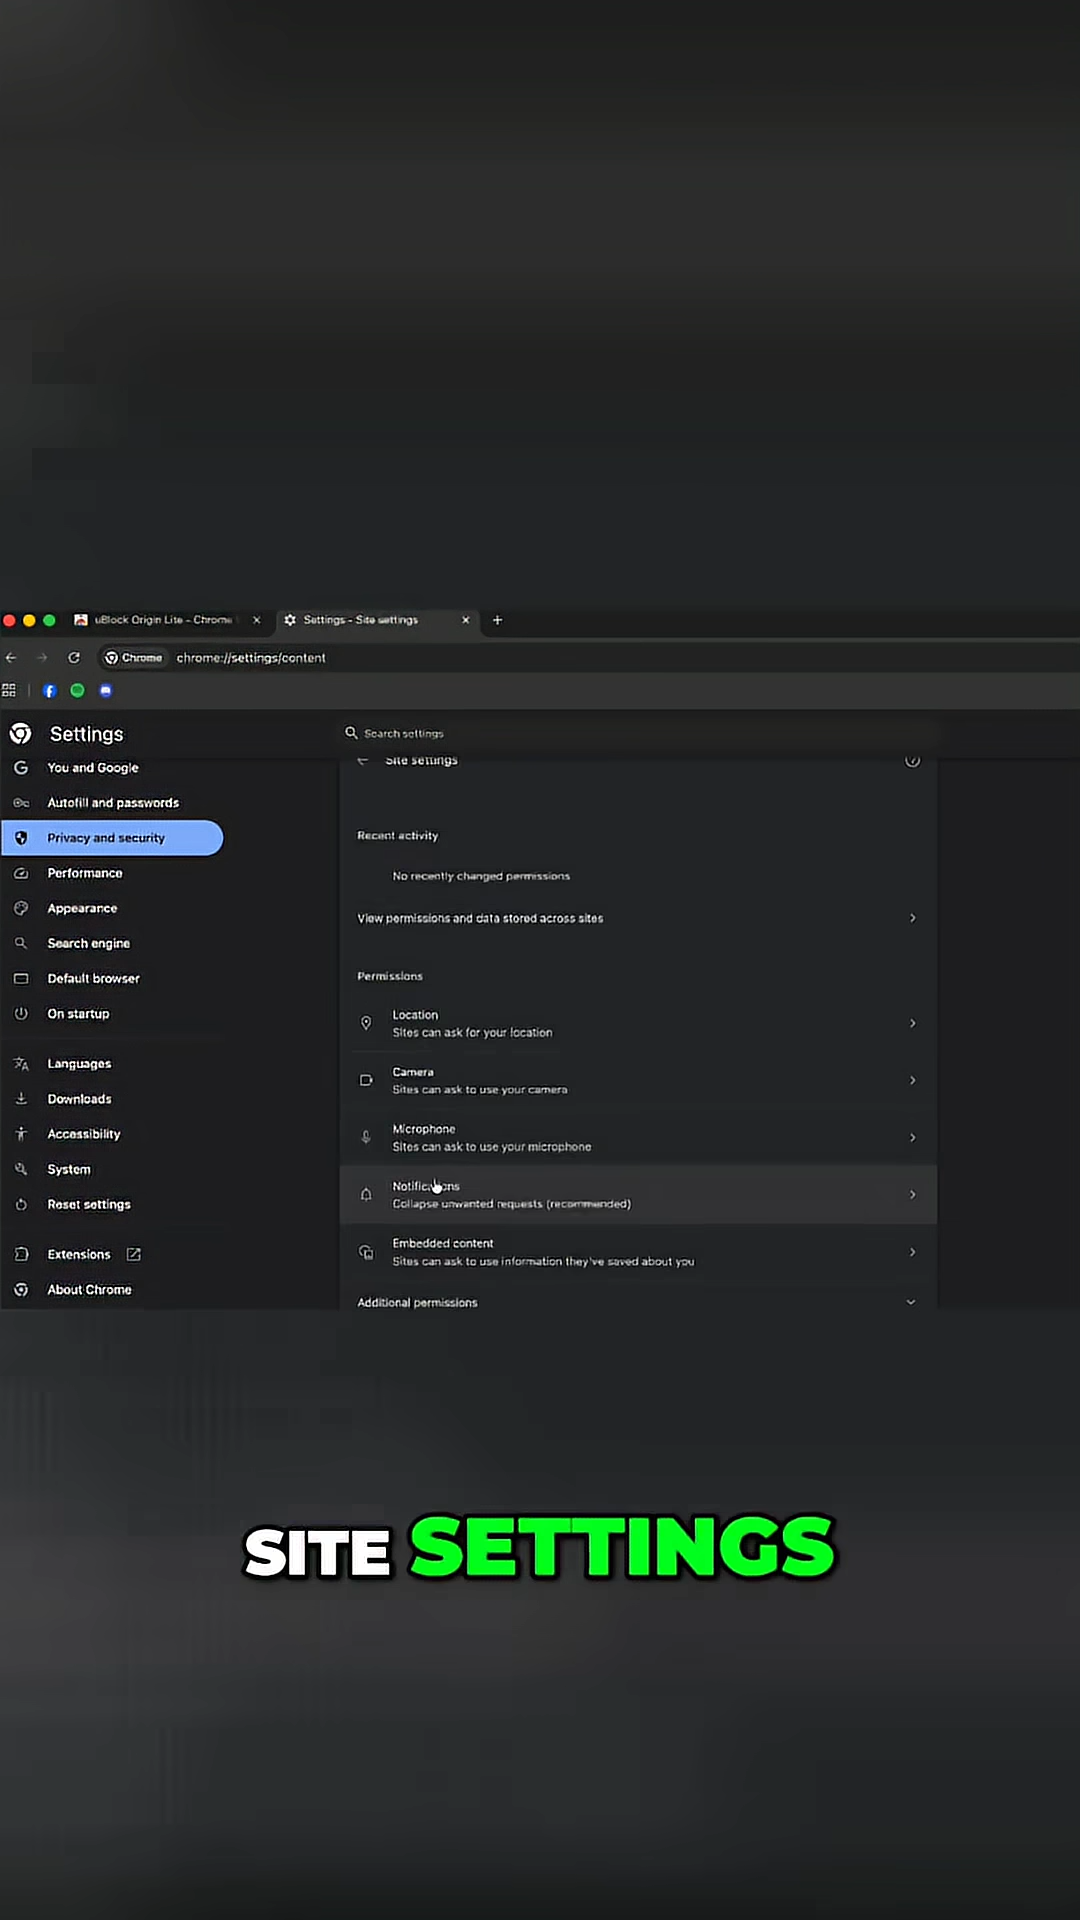 uBlock Origin Lite - Chrome
Settings - Site settings
Chrome
chrome://settings/content
Settings
Search settings
You and Google
Autofill and passwords
Privacy and security
Performance
Appearance
Search engine
Default browser
On startup
Languages
Downloads
Accessibility
System
Reset settings
Extensions
About Chrome
Site settings
Recent activity
No recently changed permissions
View permissions and data stored across sites
Permissions
Location
Sites can ask for your location
Camera
Sites can ask to use your camera
Microphone
Sites can ask to use your microphone
Notifications
Collapse unwanted requests (recommended)
Embedded content
Sites can ask to use information they've saved about you
Additional permissions
SITE SETTINGS